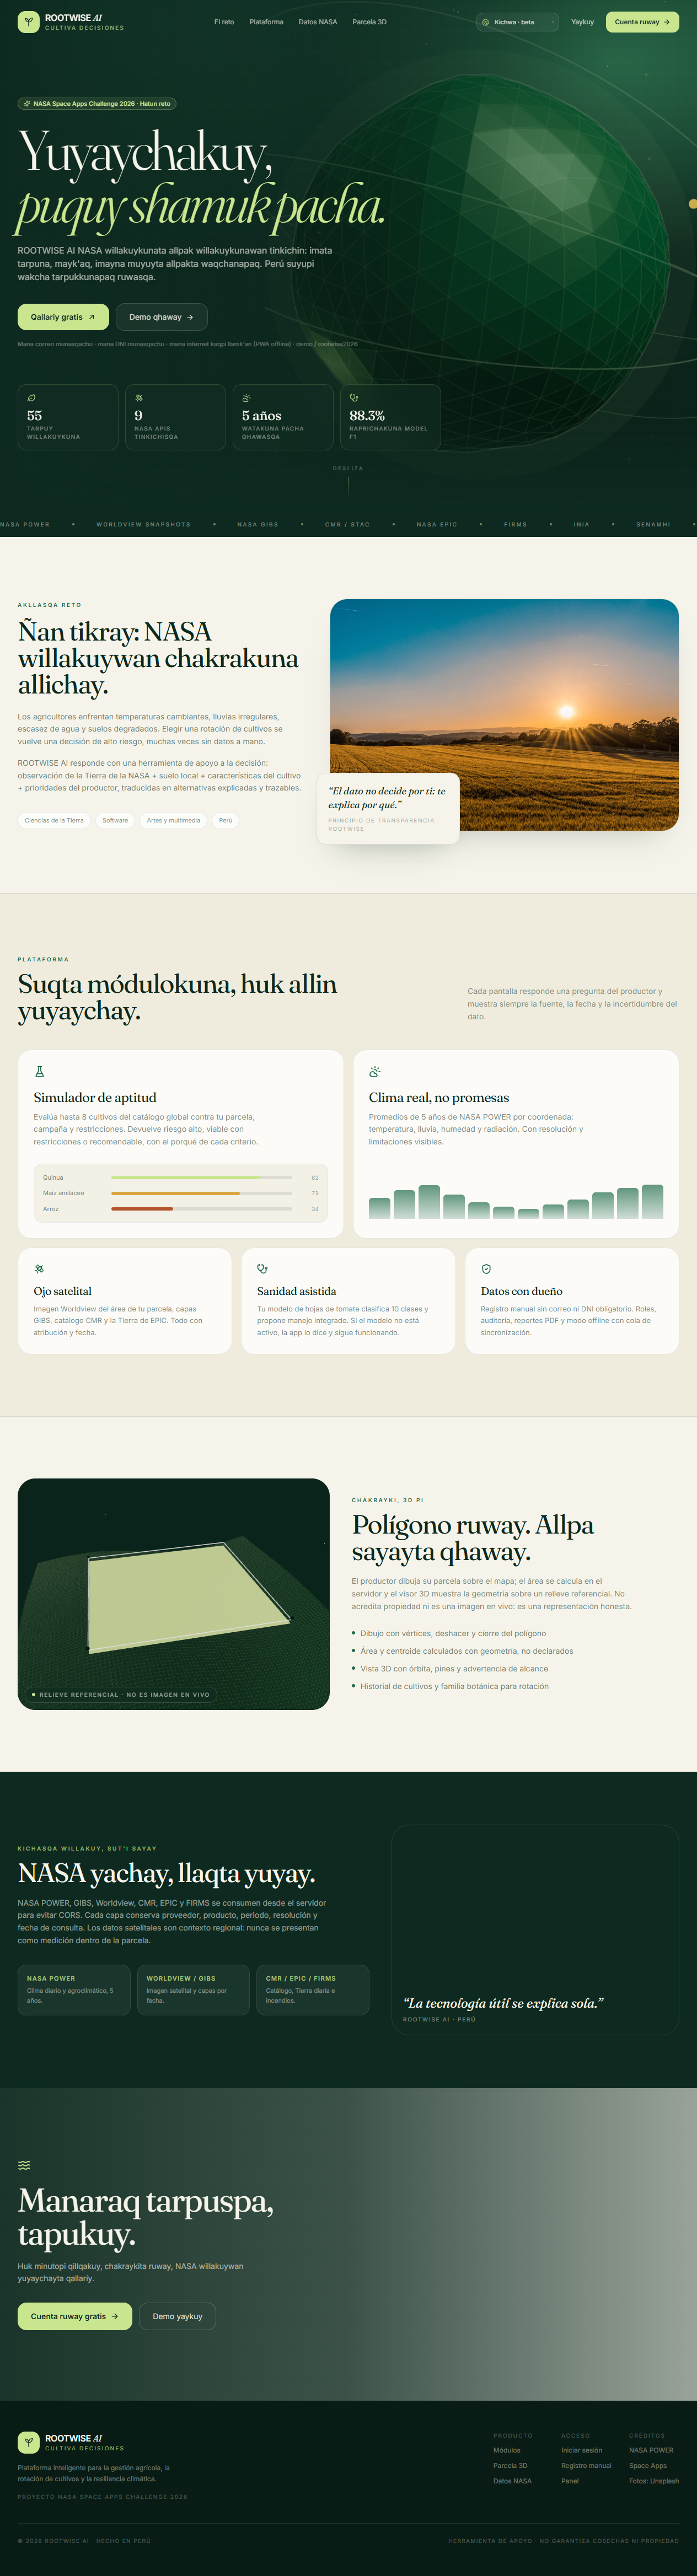 ROOTWISE AI
CULTIVA DECISIONES
El reto
Plataforma
Datos NASA
Parcela 3D
Kichwa · beta
Yaykuy
Cuenta ruway
NASA Space Apps Challenge 2026 · Hatun reto
Yuyaychakuy,
puquy shamuk pacha.
ROOTWISE AI NASA willakuykunata allpak willakuykunawan tinkichin: imata
tarpuna, mayk'aq, imayna muyuyta allpakta waqchanapaq. Perú suyupi
wakcha tarpukkunapaq ruwasqa.
Qallariy gratis
Demo qhaway
Mana correo munasqachu · mana DNI munasqachu · mana internet kaqpi llamk'an (PWA offline) · demo / rootwise2026
55
TARPUY
WILLAKUYKUNA
9
NASA APIS
TINKICHISQA
5 años
WATAKUNA PACHA
QHAWASQA
88.3%
RAPRICHAKUNA MODEL
F1
DESLIZA
NASA POWER
WORLDVIEW SNAPSHOTS
NASA GIBS
CMR / STAC
NASA EPIC
FIRMS
INIA
SENAMHI
AKLLASQA RETO
Ñan tikray: NASA
willakuywan chakrakuna
allichay.
Los agricultores enfrentan temperaturas cambiantes, lluvias irregulares,
escasez de agua y suelos degradados. Elegir una rotación de cultivos se
vuelve una decisión de alto riesgo, muchas veces sin datos a mano.
ROOTWISE AI responde con una herramienta de apoyo a la decisión:
observación de la Tierra de la NASA + suelo local + características del cultivo
+ prioridades del productor, traducidas en alternativas explicadas y trazables.
Ciencias de la Tierra
Software
Artes y multimedia
Perú
“El dato no decide por ti: te
explica por qué.”
PRINCIPIO DE TRANSPARENCIA
ROOTWISE
PLATAFORMA
Suqta módulokuna, huk allin
yuyaychay.
Cada pantalla responde una pregunta del productor y
muestra siempre la fuente, la fecha y la incertidumbre del
dato.
Simulador de aptitud
Evalúa hasta 8 cultivos del catálogo global contra tu parcela,
campaña y restricciones. Devuelve riesgo alto, viable con
restricciones o recomendable, con el porqué de cada criterio.
Quinua
82
Maíz amiláceo
71
Arroz
34
Clima real, no promesas
Promedios de 5 años de NASA POWER por coordenada:
temperatura, lluvia, humedad y radiación. Con resolución y
limitaciones visibles.
Ojo satelital
Imagen Worldview del área de tu parcela, capas
GIBS, catálogo CMR y la Tierra de EPIC. Todo con
atribución y fecha.
Sanidad asistida
Tu modelo de hojas de tomate clasifica 10 clases y
propone manejo integrado. Si el modelo no está
activo, la app lo dice y sigue funcionando.
Datos con dueño
Registro manual sin correo ni DNI obligatorio. Roles,
auditoría, reportes PDF y modo offline con cola de
sincronización.
RELIEVE REFERENCIAL · NO ES IMAGEN EN VIVO
CHAKRAYKI, 3D PI
Polígono ruway. Allpa
sayayta qhaway.
El productor dibuja su parcela sobre el mapa; el área se calcula en el
servidor y el visor 3D muestra la geometría sobre un relieve referencial. No
acredita propiedad ni es una imagen en vivo: es una representación honesta.
Dibujo con vértices, deshacer y cierre del polígono
Área y centroide calculados con geometría, no declarados
Vista 3D con órbita, pines y advertencia de alcance
Historial de cultivos y familia botánica para rotación
KICHASQA WILLAKUY, SUT'I SAYAY
NASA yachay, llaqta yuyay.
NASA POWER, GIBS, Worldview, CMR, EPIC y FIRMS se consumen desde el servidor
para evitar CORS. Cada capa conserva proveedor, producto, periodo, resolución y
fecha de consulta. Los datos satelitales son contexto regional: nunca se presentan
como medición dentro de la parcela.
NASA POWER
Clima diario y agroclimático, 5
años.
WORLDVIEW / GIBS
Imagen satelital y capas por
fecha.
CMR / EPIC / FIRMS
Catálogo, Tierra diaria e
incendios.
“La tecnología útil se explica sola.”
ROOTWISE AI · PERÚ
Manaraq tarpuspa,
tapukuy.
Huk minutopi qillqakuy, chakraykita ruway, NASA willakuywan
yuyaychayta qallariy.
Cuenta ruway gratis
Demo yaykuy
ROOTWISE AI
CULTIVA DECISIONES
Plataforma inteligente para la gestión agrícola, la
rotación de cultivos y la resiliencia climática.
PROYECTO NASA SPACE APPS CHALLENGE 2026
PRODUCTO
Módulos
Parcela 3D
Datos NASA
ACCESO
Iniciar sesión
Registro manual
Panel
CRÉDITOS
NASA POWER
Space Apps
Fotos: Unsplash
© 2026 ROOTWISE AI · HECHO EN PERÚ
HERRAMIENTA DE APOYO · NO GARANTIZA COSECHAS NI PROPIEDAD